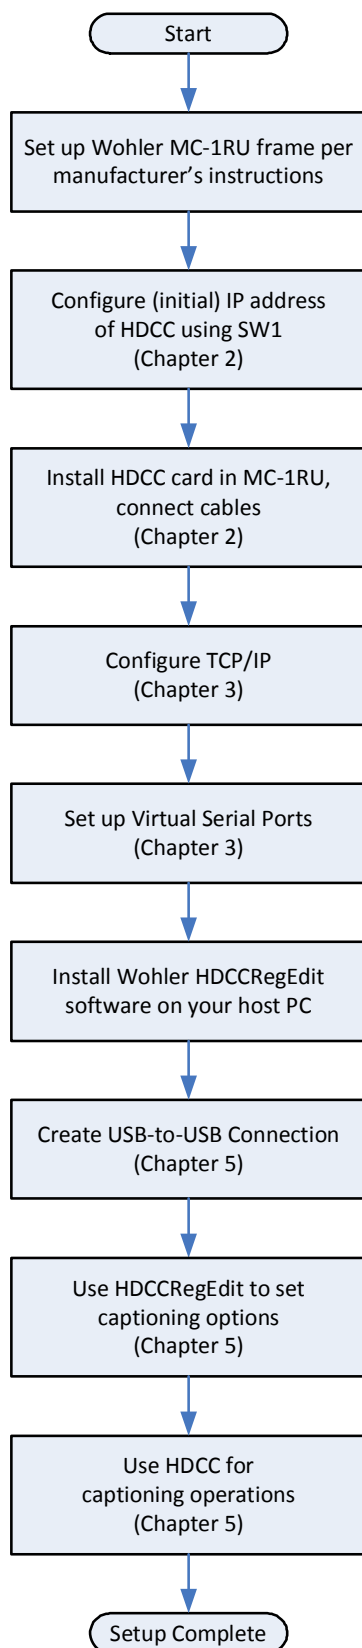 Start
Set up Wohler MC-1RU frame per
manufacturer’s instructions
Configure (initial) IP address
of HDCC using SW1
(Chapter 2)
Install HDCC card in MC-1RU,
connect cables
(Chapter 2)
Configure TCP/IP
(Chapter 3)
Set up Virtual Serial Ports
(Chapter 3)
Install Wohler HDCCRegEdit
software on your host PC
Create USB-to-USB Connection
(Chapter 5)
Use HDCCRegEdit to set
captioning options
(Chapter 5)
Use HDCC for
captioning operations
(Chapter 5)
Setup Complete